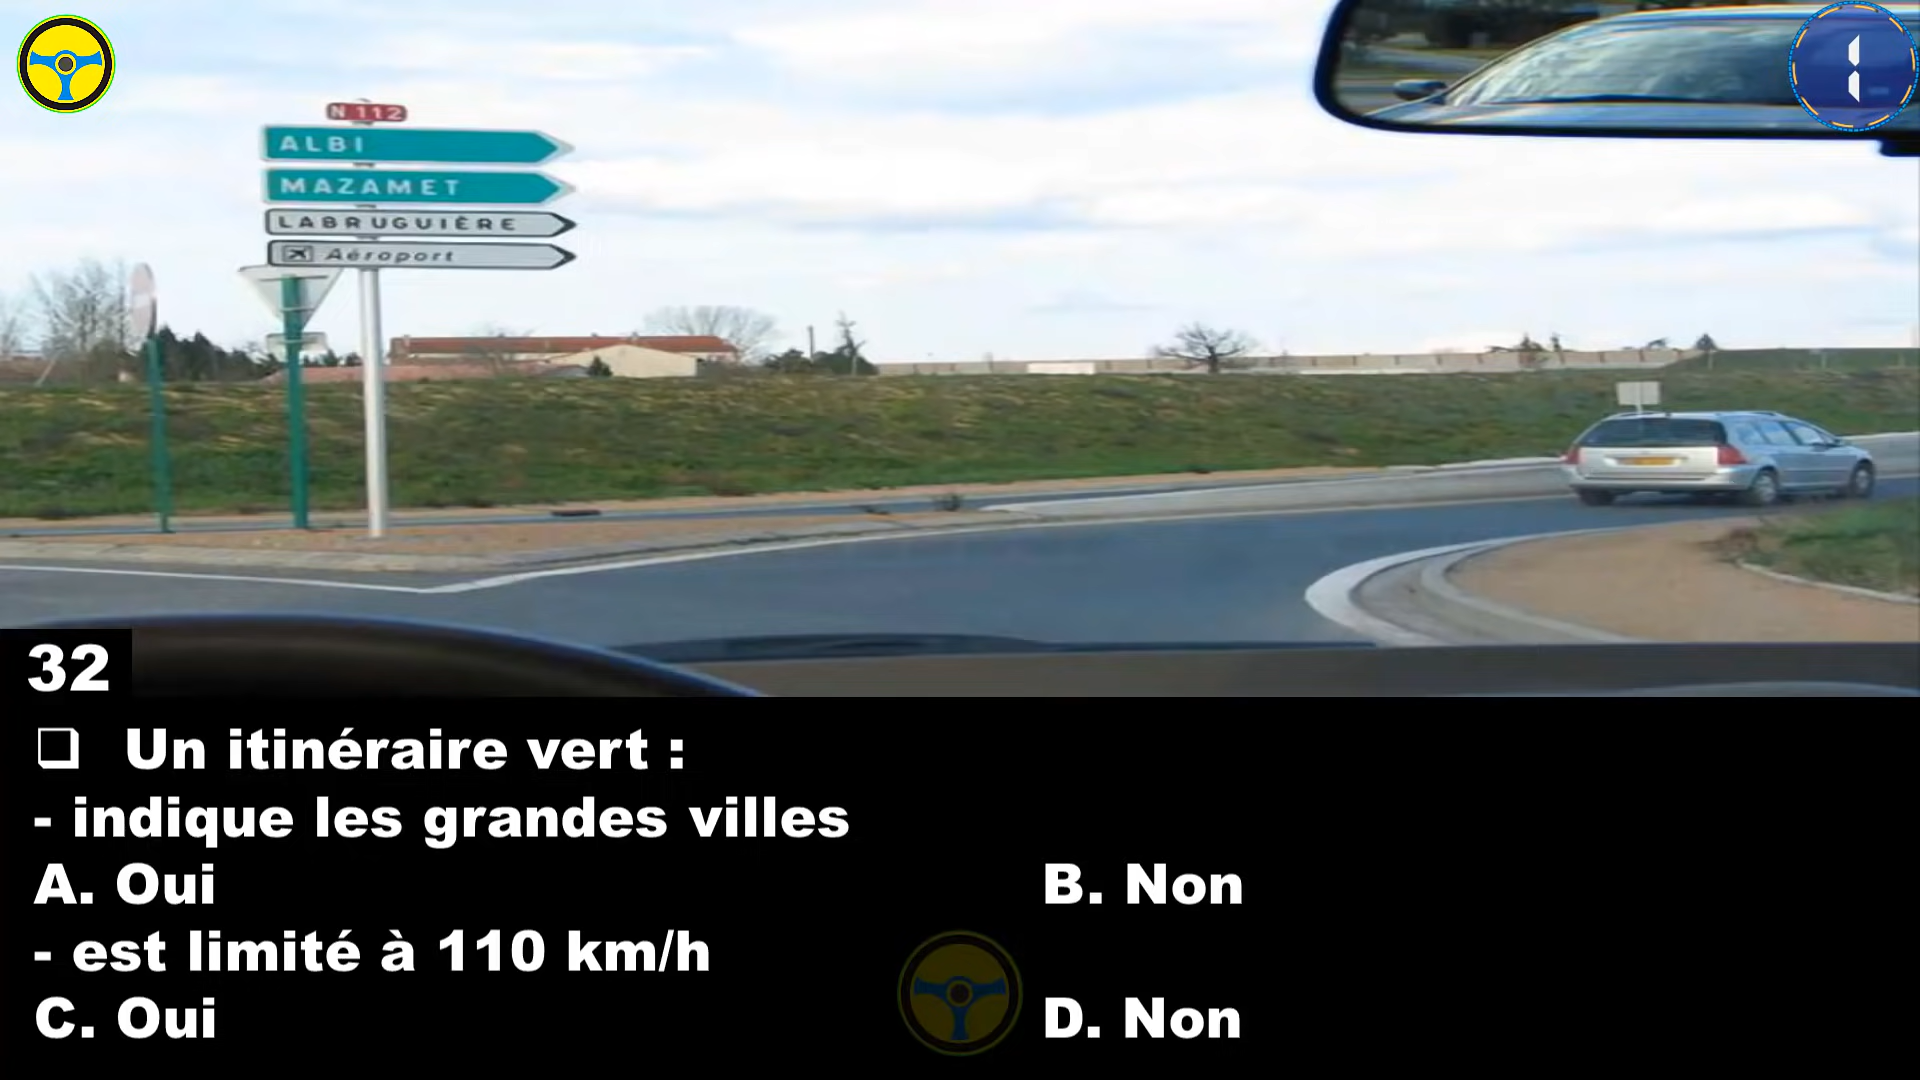 N 112
ALBI
MAZAMET
LABRUGUIÈRE
Aéroport
1
32
❑ Un itinéraire vert :
- indique les grandes villes
A. Oui
B. Non
- est limité à 110 km/h
C. Oui
D. Non